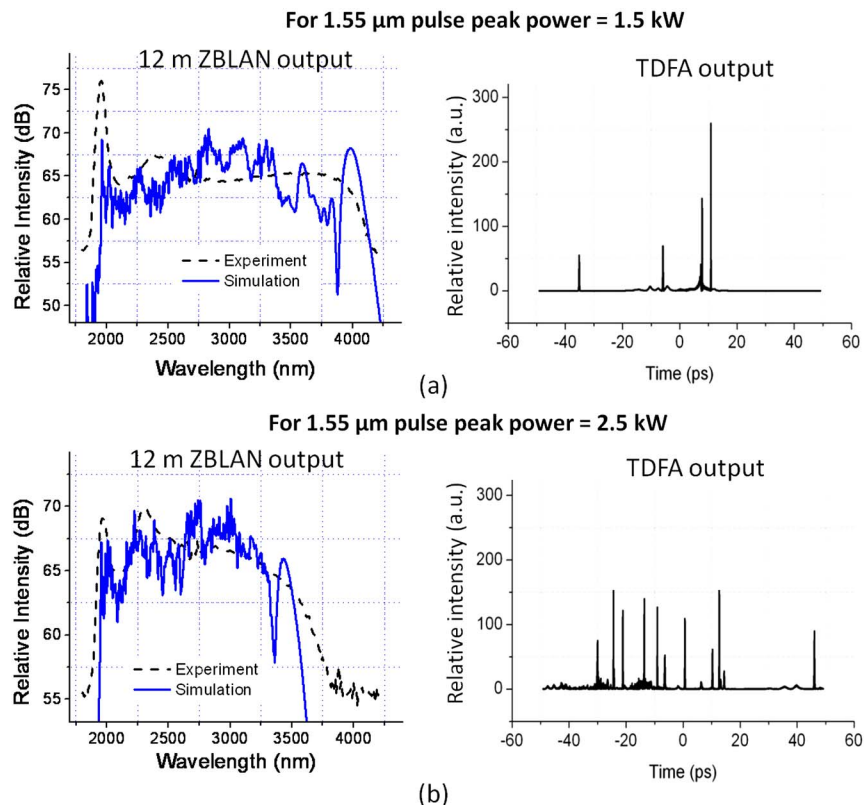 For 1.55 µm pulse peak power = 1.5 kW
12 m ZBLAN output
Relative Intensity (dB)
75
70
65
60
55
50
Experiment
Simulation
2000 2500 3000 3500 4000
Wavelength (nm)
TDFA output
Relative intensity (a.u.)
300
200
100
0
-60 -40 -20 0 20 40 60
Time (ps)
(a)
For 1.55 µm pulse peak power = 2.5 kW
12 m ZBLAN output
Relative Intensity (dB)
70
65
60
55
Experiment
Simulation
2000 2500 3000 3500 4000
Wavelength (nm)
TDFA output
Relative intensity (a.u.)
300
200
100
0
-60 -40 -20 0 20 40 60
Time (ps)
(b)